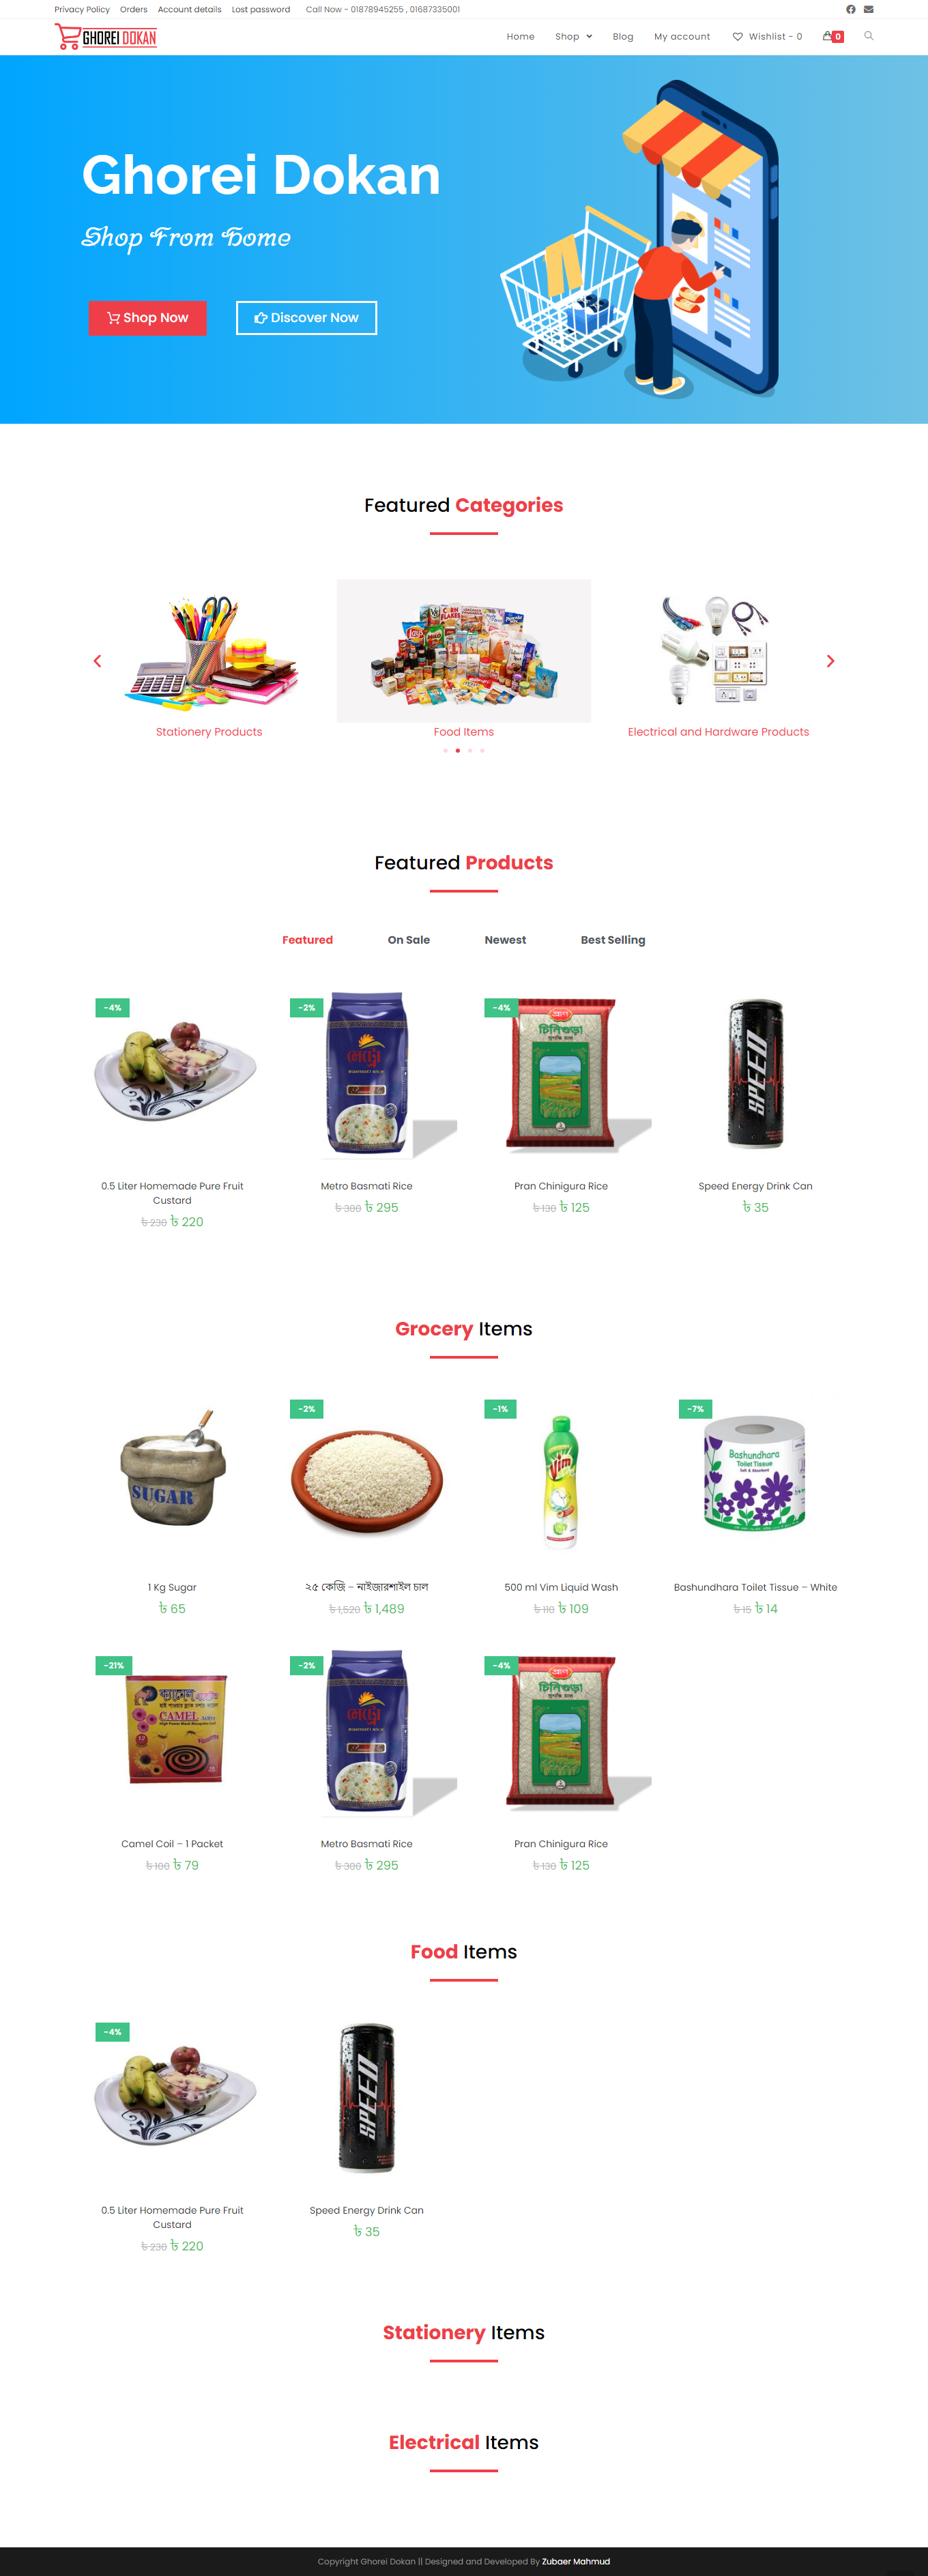 Privacy Policy Orders Account details Lost password Call Now - 01878945255 , 01687335001
GHOREI DOKAN
Home Shop Blog My account Wishlist - 0 0
Ghorei Dokan
Shop From Home
Shop Now Discover Now
Featured Categories
Stationery Products Food Items Electrical and Hardware Products
Featured Products
Featured On Sale Newest Best Selling
-4% -2% -4%
মেট্রো
চিনিগুড়া
SPEED
0.5 Liter Homemade Pure Fruit Metro Basmati Rice Pran Chinigura Rice Speed Energy Drink Can
Custard ৳ 300 ৳ 295 ৳ 130 ৳ 125 ৳ 35
৳ 230 ৳ 220
Grocery Items
-2% -1% -7%
SUGAR
Vim
Bashundhara
Toilet Tissue
1 Kg Sugar ২৫ কেজি – নাইজারশাইল চাল 500 ml Vim Liquid Wash Bashundhara Toilet Tissue – White
৳ 65 ৳ 1,520 ৳ 1,489 ৳ 110 ৳ 109 ৳ 15 ৳ 14
-21% -2% -4%
CAMEL
মেট্রো
চিনিগুড়া
Camel Coil – 1 Packet Metro Basmati Rice Pran Chinigura Rice
৳ 100 ৳ 79 ৳ 300 ৳ 295 ৳ 130 ৳ 125
Food Items
-4%
SPEED
0.5 Liter Homemade Pure Fruit Speed Energy Drink Can
Custard ৳ 35
৳ 230 ৳ 220
Stationery Items
Electrical Items
Copyright Ghorei Dokan || Designed and Developed By Zubaer Mahmud